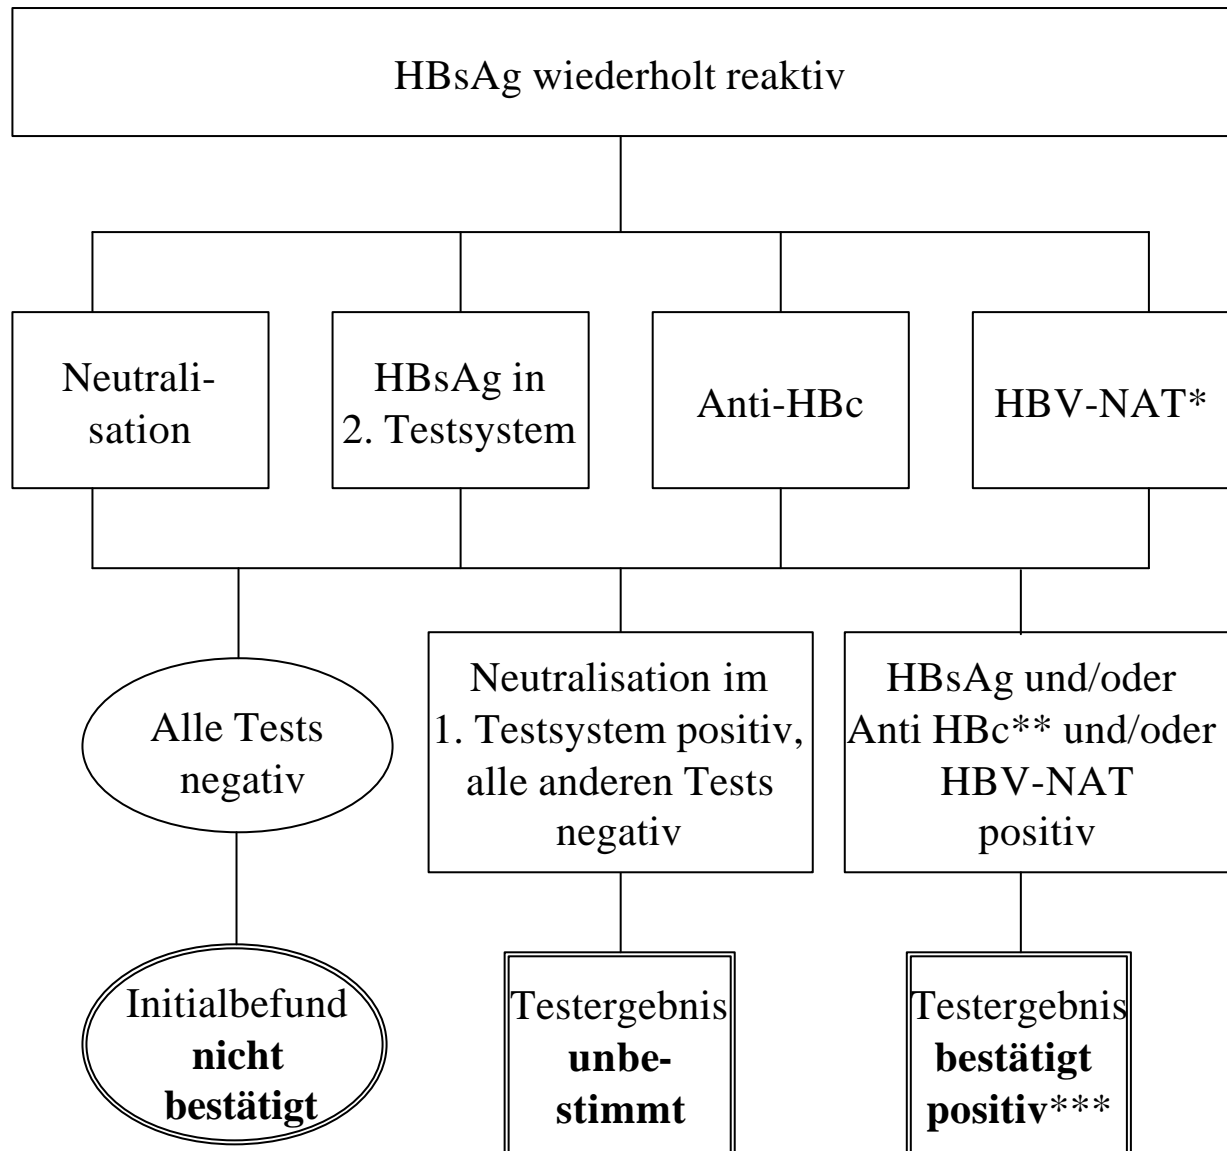 HBsAg wiederholt reaktiv
Neutrali-
sation
HBsAg in
2. Testsystem
Anti-HBc
HBV-NAT*
Alle Tests
negativ
Neutralisation im
1. Testsystem positiv,
alle anderen Tests
negativ
HBsAg und/oder
Anti HBc** und/oder
HBV-NAT
positiv
Initialbefund
nicht
bestätigt
Testergebnis
unbe-
stimmt
Testergebnis
bestätigt
positiv***